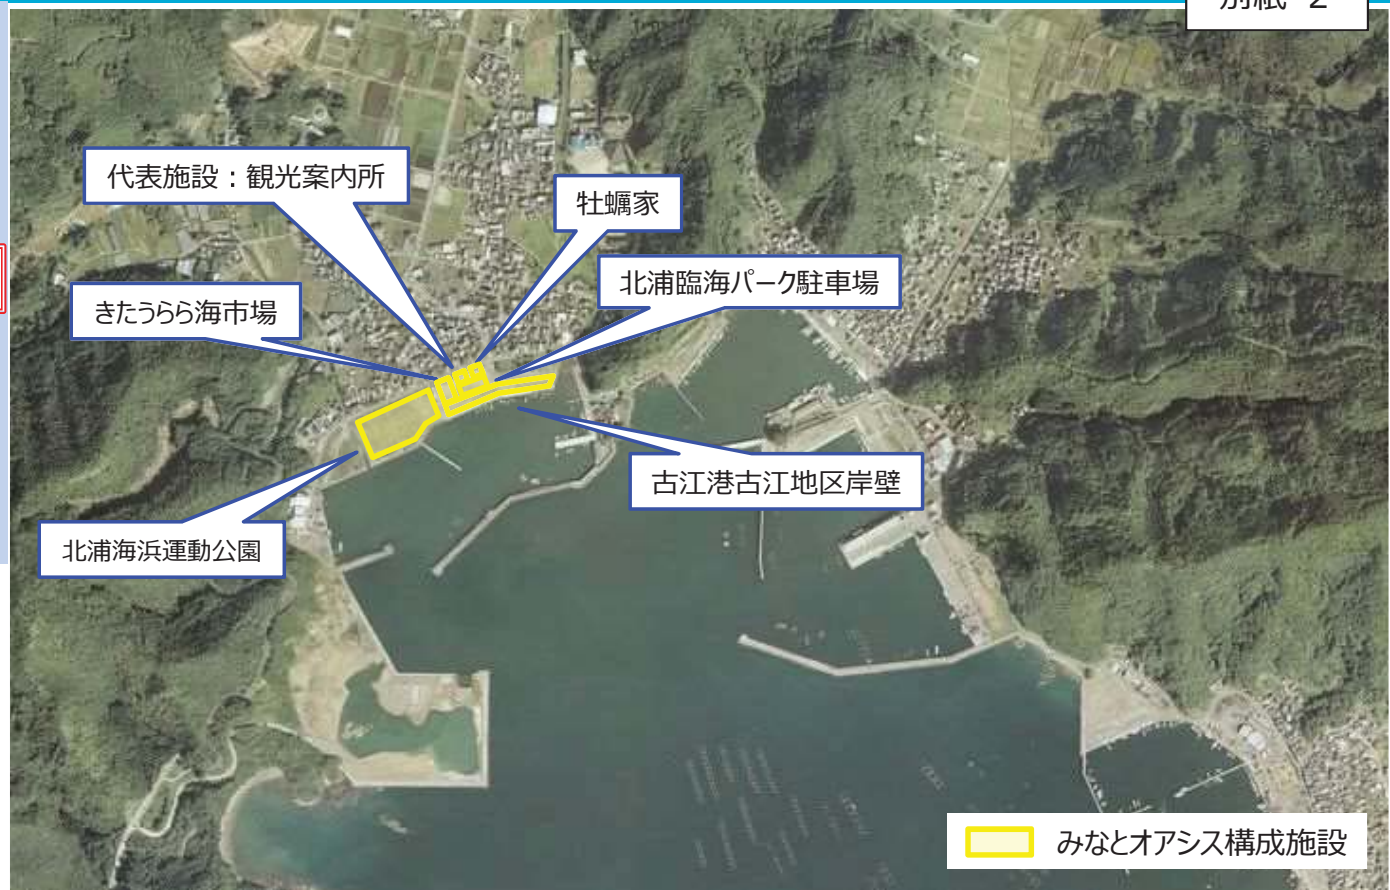 別紙 2
代表施設：観光案内所
牡蠣家
北浦臨海パーク駐車場
きたうらら海市場
古江港古江地区岸壁
北浦海浜運動公園
みなとオアシス構成施設